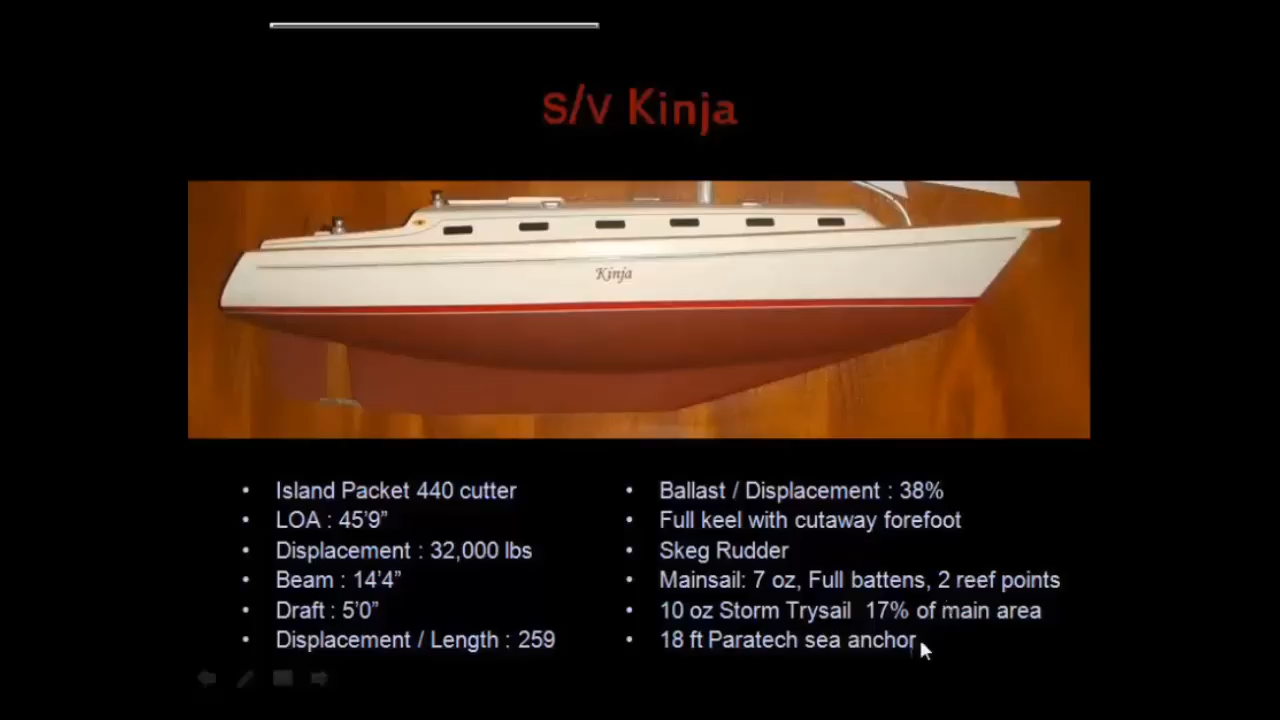 S/V Kinja
Kinja
Island Packet 440 cutter
LOA : 45’9”
Displacement : 32,000 lbs
Beam : 14’4”
Draft : 5’0”
Displacement / Length : 259
Ballast / Displacement : 38%
Full keel with cutaway forefoot
Skeg Rudder
Mainsail: 7 oz, Full battens, 2 reef points
10 oz Storm Trysail 17% of main area
18 ft Paratech sea anchor